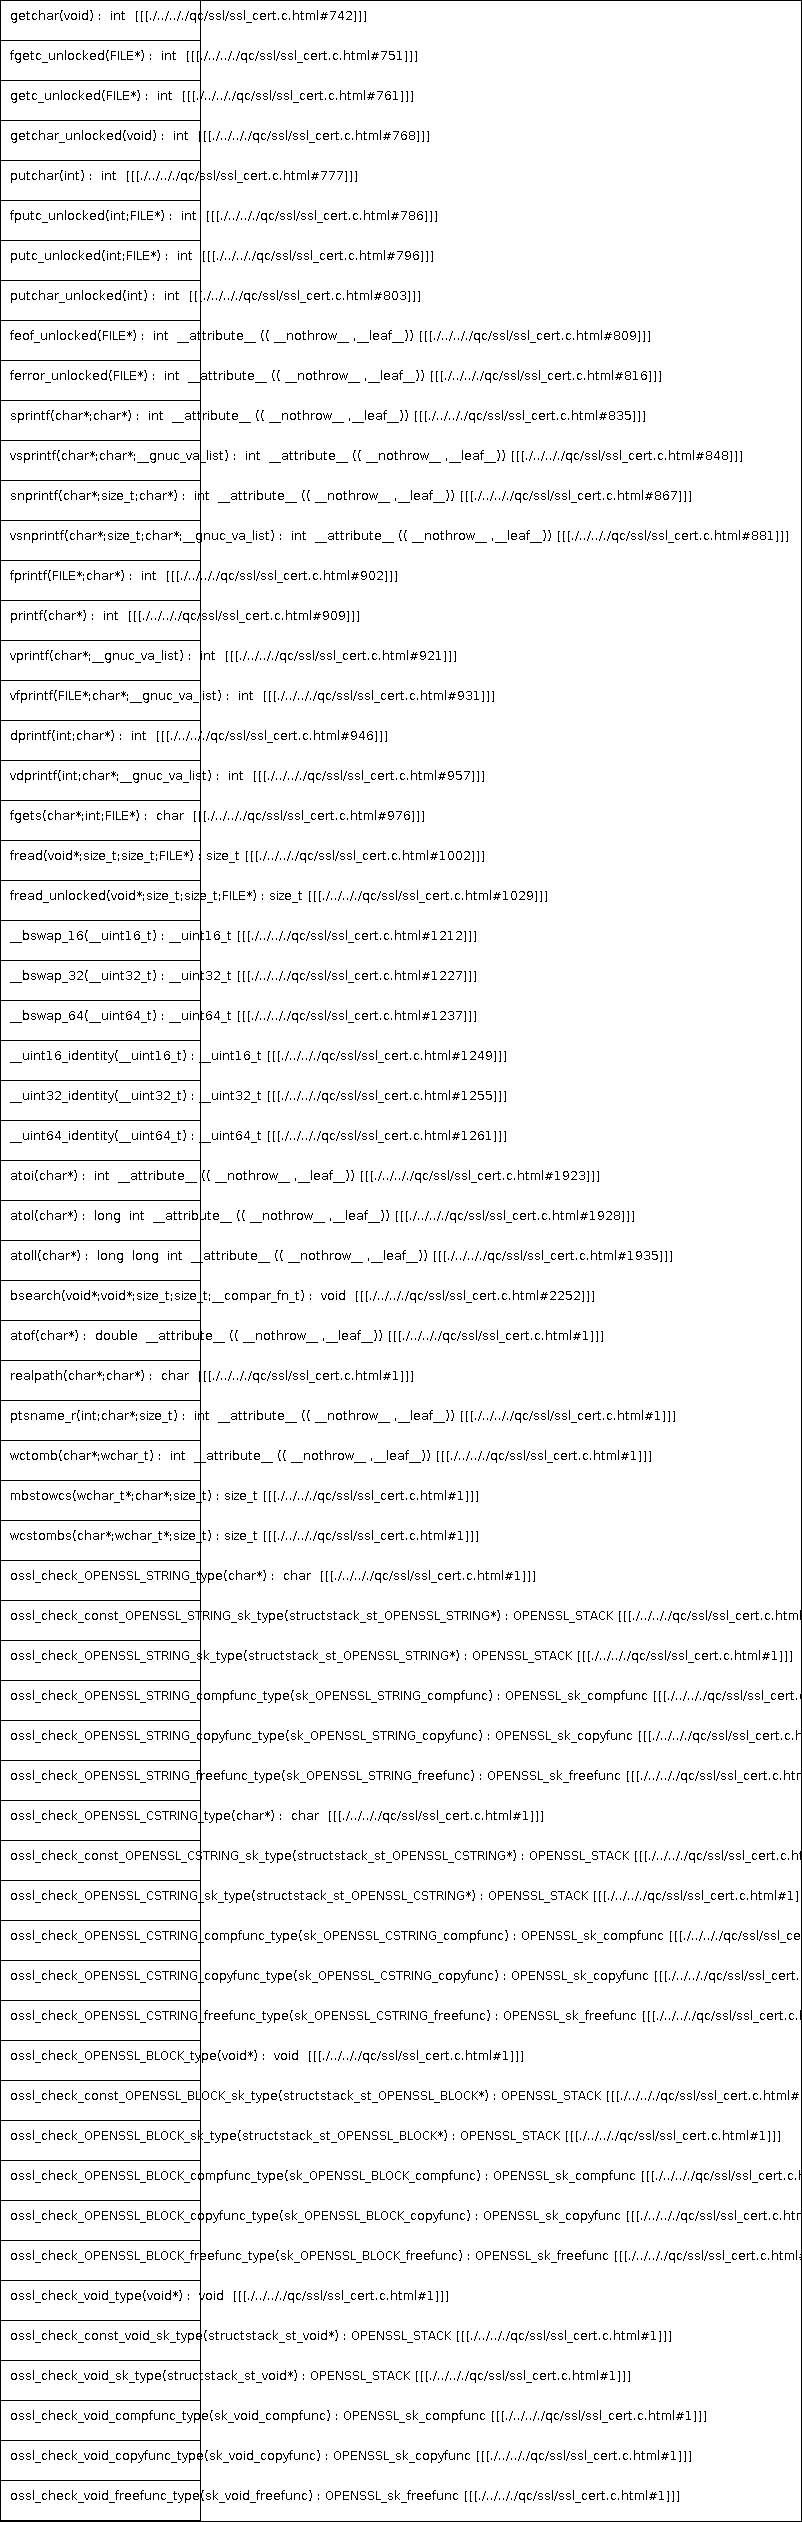 getchar(void) :  int  [[[./../../../qc/ssl/ssl_cert.c.html#742]]]
fgetc_unlocked(FILE*) :  int  [[[./../../../qc/ssl/ssl_cert.c.html#751]]]
getc_unlocked(FILE*) :  int  [[[./../../../qc/ssl/ssl_cert.c.html#761]]]
getchar_unlocked(void) :  int  [[[./../../../qc/ssl/ssl_cert.c.html#768]]]
putchar(int) :  int  [[[./../../../qc/ssl/ssl_cert.c.html#777]]]
fputc_unlocked(int;FILE*) :  int  [[[./../../../qc/ssl/ssl_cert.c.html#786]]]
putc_unlocked(int;FILE*) :  int  [[[./../../../qc/ssl/ssl_cert.c.html#796]]]
putchar_unlocked(int) :  int  [[[./../../../qc/ssl/ssl_cert.c.html#803]]]
feof_unlocked(FILE*) :  int  __attribute__ (( __nothrow__ ,__leaf__)) [[[./../../../qc/ssl/ssl_cert.c.html#809]]]
ferror_unlocked(FILE*) :  int  __attribute__ (( __nothrow__ ,__leaf__)) [[[./../../../qc/ssl/ssl_cert.c.html#816]]]
sprintf(char*;char*) :  int  __attribute__ (( __nothrow__ ,__leaf__)) [[[./../../../qc/ssl/ssl_cert.c.html#835]]]
vsprintf(char*;char*;__gnuc_va_list) :  int  __attribute__ (( __nothrow__ ,__leaf__)) [[[./../../../qc/ssl/ssl_cert.c.html#848]]]
snprintf(char*;size_t;char*) :  int  __attribute__ (( __nothrow__ ,__leaf__)) [[[./../../../qc/ssl/ssl_cert.c.html#867]]]
vsnprintf(char*;size_t;char*;__gnuc_va_list) :  int  __attribute__ (( __nothrow__ ,__leaf__)) [[[./../../../qc/ssl/ssl_cert.c.html#881]]]
fprintf(FILE*;char*) :  int  [[[./../../../qc/ssl/ssl_cert.c.html#902]]]
printf(char*) :  int  [[[./../../../qc/ssl/ssl_cert.c.html#909]]]
vprintf(char*;__gnuc_va_list) :  int  [[[./../../../qc/ssl/ssl_cert.c.html#921]]]
vfprintf(FILE*;char*;__gnuc_va_list) :  int  [[[./../../../qc/ssl/ssl_cert.c.html#931]]]
dprintf(int;char*) :  int  [[[./../../../qc/ssl/ssl_cert.c.html#946]]]
vdprintf(int;char*;__gnuc_va_list) :  int  [[[./../../../qc/ssl/ssl_cert.c.html#957]]]
fgets(char*;int;FILE*) :  char  [[[./../../../qc/ssl/ssl_cert.c.html#976]]]
fread(void*;size_t;size_t;FILE*) : size_t [[[./../../../qc/ssl/ssl_cert.c.html#1002]]]
fread_unlocked(void*;size_t;size_t;FILE*) : size_t [[[./../../../qc/ssl/ssl_cert.c.html#1029]]]
__bswap_16(__uint16_t) : __uint16_t [[[./../../../qc/ssl/ssl_cert.c.html#1212]]]
__bswap_32(__uint32_t) : __uint32_t [[[./../../../qc/ssl/ssl_cert.c.html#1227]]]
__bswap_64(__uint64_t) : __uint64_t [[[./../../../qc/ssl/ssl_cert.c.html#1237]]]
__uint16_identity(__uint16_t) : __uint16_t [[[./../../../qc/ssl/ssl_cert.c.html#1249]]]
__uint32_identity(__uint32_t) : __uint32_t [[[./../../../qc/ssl/ssl_cert.c.html#1255]]]
__uint64_identity(__uint64_t) : __uint64_t [[[./../../../qc/ssl/ssl_cert.c.html#1261]]]
atoi(char*) :  int  __attribute__ (( __nothrow__ ,__leaf__)) [[[./../../../qc/ssl/ssl_cert.c.html#1923]]]
atol(char*) :  long  int  __attribute__ (( __nothrow__ ,__leaf__)) [[[./../../../qc/ssl/ssl_cert.c.html#1928]]]
atoll(char*) :  long  long  int  __attribute__ (( __nothrow__ ,__leaf__)) [[[./../../../qc/ssl/ssl_cert.c.html#1935]]]
bsearch(void*;void*;size_t;size_t;__compar_fn_t) :  void  [[[./../../../qc/ssl/ssl_cert.c.html#2252]]]
atof(char*) :  double  __attribute__ (( __nothrow__ ,__leaf__)) [[[./../../../qc/ssl/ssl_cert.c.html#1]]]
realpath(char*;char*) :  char  [[[./../../../qc/ssl/ssl_cert.c.html#1]]]
ptsname_r(int;char*;size_t) :  int  __attribute__ (( __nothrow__ ,__leaf__)) [[[./../../../qc/ssl/ssl_cert.c.html#1]]]
wctomb(char*;wchar_t) :  int  __attribute__ (( __nothrow__ ,__leaf__)) [[[./../../../qc/ssl/ssl_cert.c.html#1]]]
mbstowcs(wchar_t*;char*;size_t) : size_t [[[./../../../qc/ssl/ssl_cert.c.html#1]]]
wcstombs(char*;wchar_t*;size_t) : size_t [[[./../../../qc/ssl/ssl_cert.c.html#1]]]
ossl_check_OPENSSL_STRING_type(char*) :  char  [[[./../../../qc/ssl/ssl_cert.c.html#1]]]
ossl_check_const_OPENSSL_STRING_sk_type(structstack_st_OPENSSL_STRING*) : OPENSSL_STACK [[[./../../../qc/ssl/ssl_cert.c.html
ossl_check_OPENSSL_STRING_sk_type(structstack_st_OPENSSL_STRING*) : OPENSSL_STACK [[[./../../../qc/ssl/ssl_cert.c.html#1]]]
ossl_check_OPENSSL_STRING_compfunc_type(sk_OPENSSL_STRING_compfunc) : OPENSSL_sk_compfunc [[[./../../../qc/ssl/ssl_cert.
ossl_check_OPENSSL_STRING_copyfunc_type(sk_OPENSSL_STRING_copyfunc) : OPENSSL_sk_copyfunc [[[./../../../qc/ssl/ssl_cert.c.h
ossl_check_OPENSSL_STRING_freefunc_type(sk_OPENSSL_STRING_freefunc) : OPENSSL_sk_freefunc [[[./../../../qc/ssl/ssl_cert.c.htm
ossl_check_OPENSSL_CSTRING_type(char*) :  char  [[[./../../../qc/ssl/ssl_cert.c.html#1]]]
ossl_check_const_OPENSSL_CSTRING_sk_type(structstack_st_OPENSSL_CSTRING*) : OPENSSL_STACK [[[./../../../qc/ssl/ssl_cert.c.ht
ossl_check_OPENSSL_CSTRING_sk_type(structstack_st_OPENSSL_CSTRING*) : OPENSSL_STACK [[[./../../../qc/ssl/ssl_cert.c.html#1]
ossl_check_OPENSSL_CSTRING_compfunc_type(sk_OPENSSL_CSTRING_compfunc) : OPENSSL_sk_compfunc [[[./../../../qc/ssl/ssl_ce
ossl_check_OPENSSL_CSTRING_copyfunc_type(sk_OPENSSL_CSTRING_copyfunc) : OPENSSL_sk_copyfunc [[[./../../../qc/ssl/ssl_cert.
ossl_check_OPENSSL_CSTRING_freefunc_type(sk_OPENSSL_CSTRING_freefunc) : OPENSSL_sk_freefunc [[[./../../../qc/ssl/ssl_cert.c.
ossl_check_OPENSSL_BLOCK_type(void*) :  void  [[[./../../../qc/ssl/ssl_cert.c.html#1]]]
ossl_check_const_OPENSSL_BLOCK_sk_type(structstack_st_OPENSSL_BLOCK*) : OPENSSL_STACK [[[./../../../qc/ssl/ssl_cert.c.html#
ossl_check_OPENSSL_BLOCK_sk_type(structstack_st_OPENSSL_BLOCK*) : OPENSSL_STACK [[[./../../../qc/ssl/ssl_cert.c.html#1]]]
ossl_check_OPENSSL_BLOCK_compfunc_type(sk_OPENSSL_BLOCK_compfunc) : OPENSSL_sk_compfunc [[[./../../../qc/ssl/ssl_cert.c.h
ossl_check_OPENSSL_BLOCK_copyfunc_type(sk_OPENSSL_BLOCK_copyfunc) : OPENSSL_sk_copyfunc [[[./../../../qc/ssl/ssl_cert.c.htm
ossl_check_OPENSSL_BLOCK_freefunc_type(sk_OPENSSL_BLOCK_freefunc) : OPENSSL_sk_freefunc [[[./../../../qc/ssl/ssl_cert.c.html#
ossl_check_void_type(void*) :  void  [[[./../../../qc/ssl/ssl_cert.c.html#1]]]
ossl_check_const_void_sk_type(structstack_st_void*) : OPENSSL_STACK [[[./../../../qc/ssl/ssl_cert.c.html#1]]]
ossl_check_void_sk_type(structstack_st_void*) : OPENSSL_STACK [[[./../../../qc/ssl/ssl_cert.c.html#1]]]
ossl_check_void_compfunc_type(sk_void_compfunc) : OPENSSL_sk_compfunc [[[./../../../qc/ssl/ssl_cert.c.html#1]]]
ossl_check_void_copyfunc_type(sk_void_copyfunc) : OPENSSL_sk_copyfunc [[[./../../../qc/ssl/ssl_cert.c.html#1]]]
ossl_check_void_freefunc_type(sk_void_freefunc) : OPENSSL_sk_freefunc [[[./../../../qc/ssl/ssl_cert.c.html#1]]]